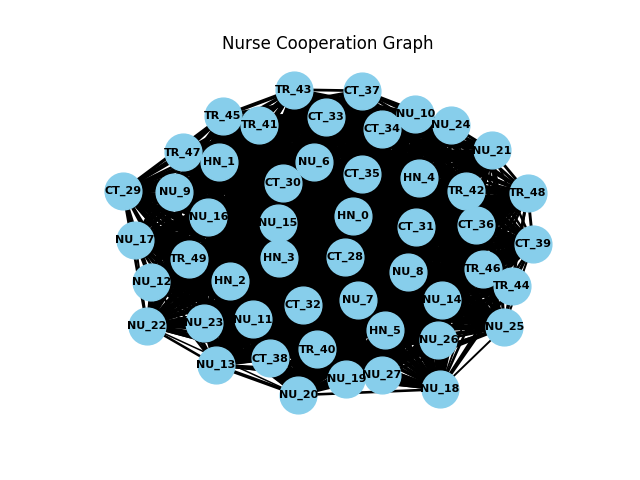 Nurse Cooperation Graph
TR_43
CT_37
TR_45
CT_33
NU_10
TR_41
CT_34
NU_24
TR_47
HN_1
NU_6
NU_21
CT_29
NU_9
CT_30
CT_35
HN_4
TR_42
TR_48
NU_16
NU_15
HN_0
CT_31
CT_36
NU_17
CT_39
TR_49
HN_3
CT_28
NU_8
TR_46
NU_12
HN_2
TR_44
CT_32
NU_7
NU_14
NU_22
NU_23
NU_11
HN_5
NU_25
NU_26
NU_13
CT_38
TR_40
NU_19
NU_27
NU_20
NU_18